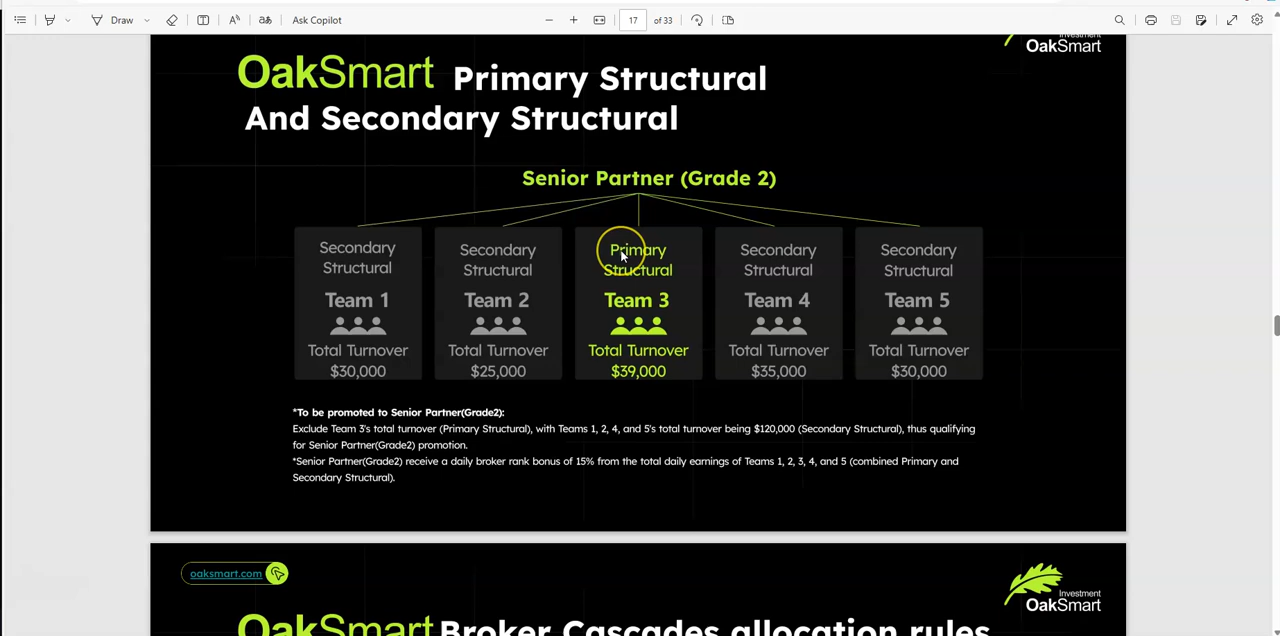 Draw
Ask Copilot
17 of 33
Investment
OakSmart
OakSmart Primary Structural
And Secondary Structural
Senior Partner (Grade 2)
Secondary Structural
Team 1
Total Turnover
$30,000
Secondary Structural
Team 2
Total Turnover
$25,000
Primary Structural
Team 3
Total Turnover
$39,000
Secondary Structural
Team 4
Total Turnover
$35,000
Secondary Structural
Team 5
Total Turnover
$30,000
*To be promoted to Senior Partner(Grade2):
Exclude Team 3's total turnover (Primary Structural), with Teams 1, 2, 4, and 5's total turnover being $120,000 (Secondary Structural), thus qualifying
for Senior Partner(Grade2) promotion.
*Senior Partner(Grade2) receive a daily broker rank bonus of 15% from the total daily earnings of Teams 1, 2, 3, 4, and 5 (combined Primary and
Secondary Structural).
oaksmart.com
Investment
OakSmart
OakSmart Broker Cascades allocation rules